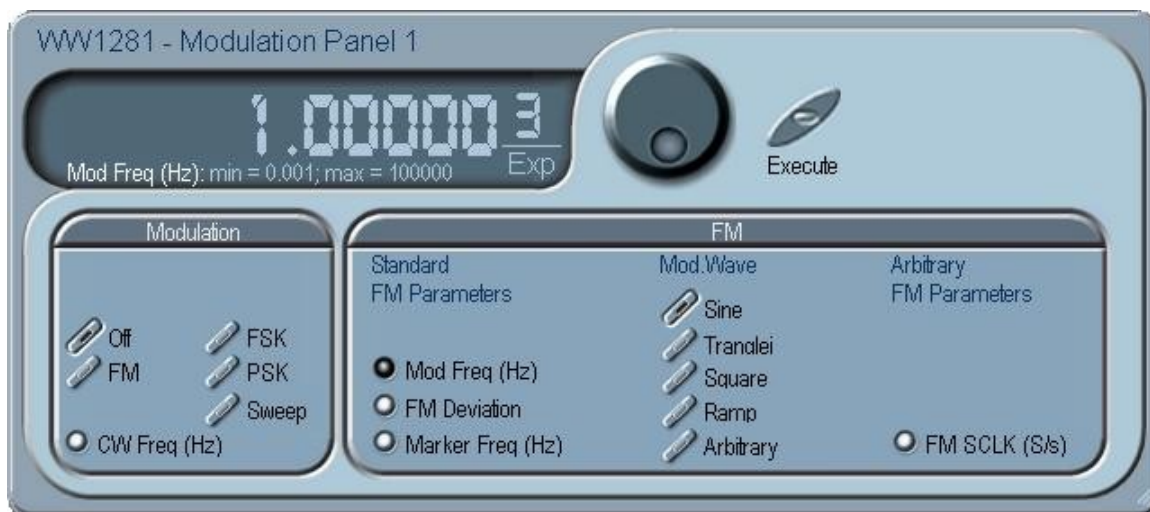 WW1281 - Modulation Panel 1
1.00000 3
Exp
Mod Freq (Hz): min = 0.001; max = 100000
Execute
Modulation
Off
FSK
FM
PSK
Sweep
CW Freq (Hz)
FM
Standard
FM Parameters
Mod Freq (Hz)
FM Deviation
Marker Freq (Hz)
Mod.Wave
Sine
Tranglei
Square
Ramp
Arbitrary
Arbitrary
FM Parameters
FM SCLK (S/s)